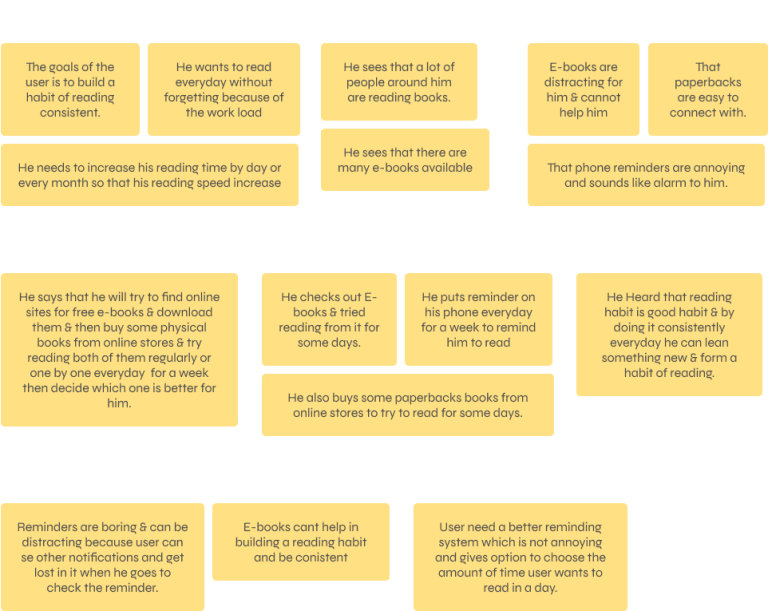 The goals of the
user is to build a
habit of reading
consistent.
He wants to read
everyday without
forgetting because of
the work load
He needs to increase his reading time by day or
every month so that his reading speed increase
He sees that a lot of
people around him
are reading books.
He sees that there are
many e-books available
E-books are
distracting for
him & cannot
help him
That
paperbacks
are easy to
connect with.
That phone reminders are annoying
and sounds like alarm to him.
He says that he will try to find online
sites for free e-books & download
them & then buy some physical
books from online stores & try
reading both of them regularly or
one by one everyday for a week
then decide which one is better for
him.
He checks out E-
books & tried
reading from it for
some days.
He puts reminder on
his phone everyday
for a week to remind
him to read
He also buys some paperbacks books from
online stores to try to read for some days.
He Heard that reading
habit is good habit & by
doing it consistently
everyday he can lean
something new & form a
habit of reading.
Reminders are boring & can be
distracting because user can
se other notifications and get
lost in it when he goes to
check the reminder.
E-books cant help in
building a reading habit
and be conistent
User need a better reminding
system which is not annoying
and gives option to choose the
amount of time user wants to
read in a day.